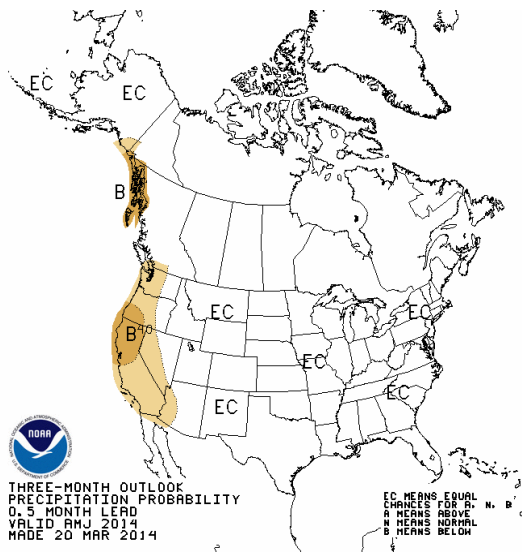 EC
EC
B
EC
EC
B 40
EC
EC
EC
NOAA
THREE-MONTH OUTLOOK
PRECIPITATION PROBABILITY
0.5 MONTH LEAD
VALID AMJ 2014
MADE 20 MAR 2014
EC MEANS EQUAL
CHANCES FOR A, N, B
A MEANS ABOVE
N MEANS NORMAL
B MEANS BELOW